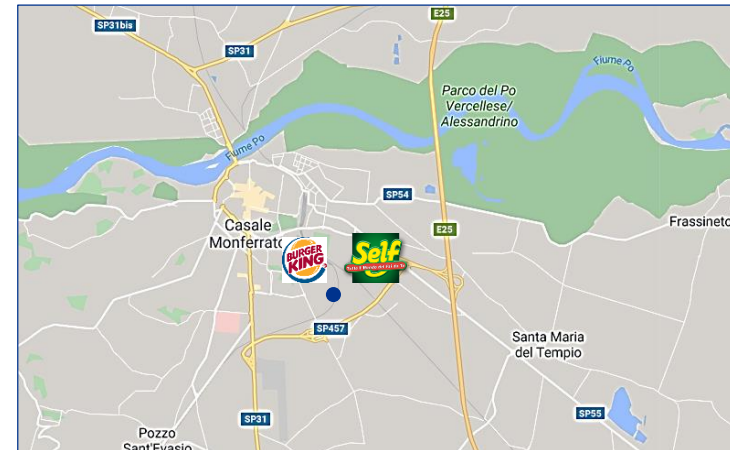 SP31bis
E25
SP31
Fiume Po
Parco del Po
Vercellese/
Alessandrino
Fiume Po
SP54
Casale
Monferrato
E25
Frassineto
BURGER
KING
Self
SP457
Santa Maria
del Tempio
SP31
SP55
Pozzo
Sant'Evasio